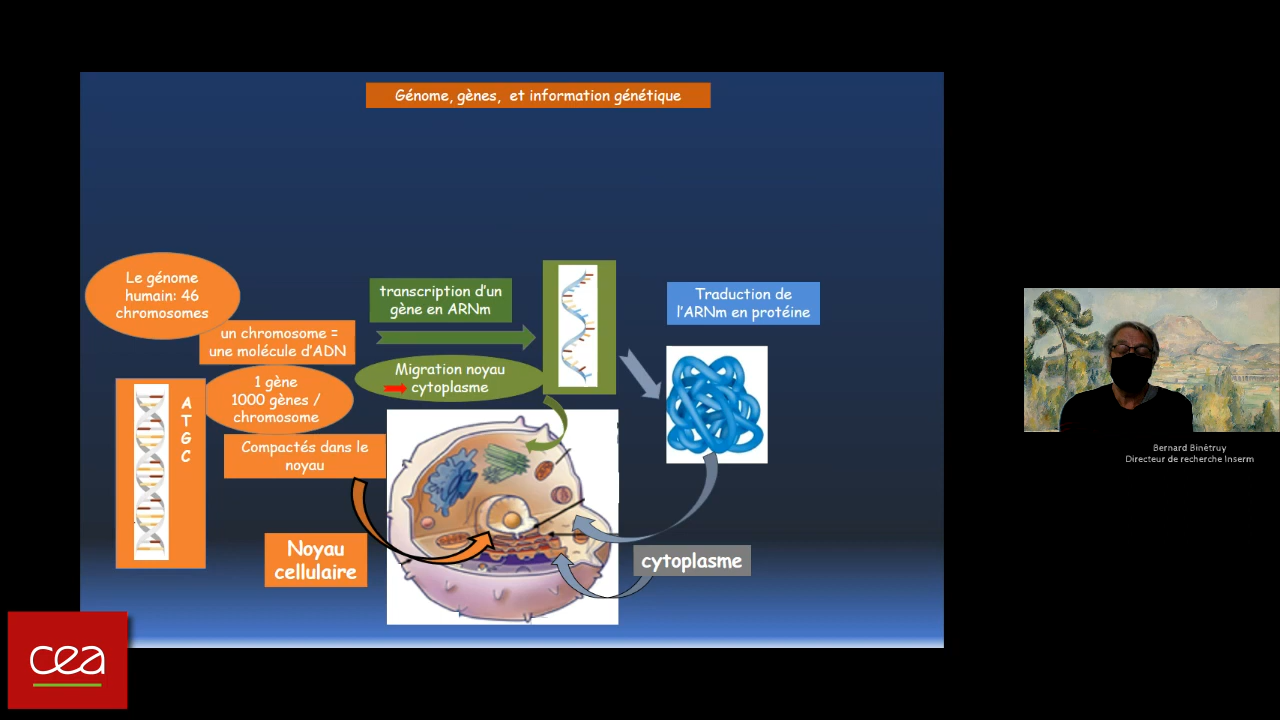 Génome, gènes,  et information génétique
Le génome
humain: 46
chromosomes
un chromosome =
une molécule d'ADN
1 gène
1000 gènes /
chromosome
A
T
G
C
Compactés dans le
noyau
Noyau
cellulaire
transcription d'un
gène en ARNm
Migration noyau
cytoplasme
Traduction de
l'ARNm en protéine
cytoplasme
Bernard Binétruy
Directeur de recherche Inserm
cea